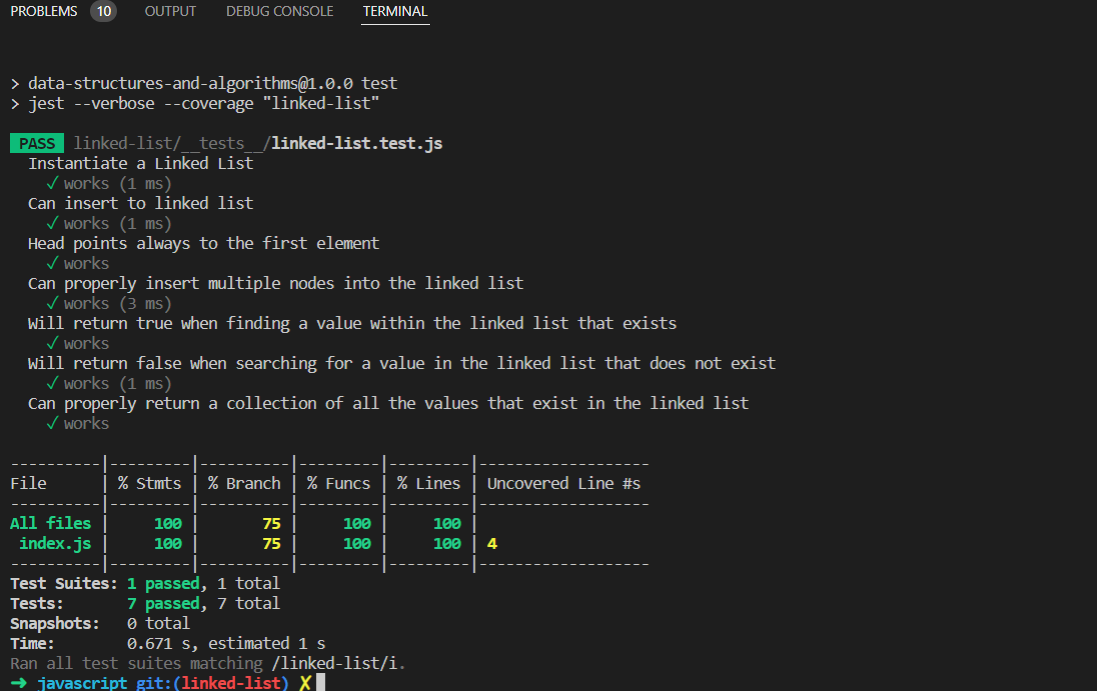 PROBLEMS 10 OUTPUT DEBUG CONSOLE TERMINAL
> data-structures-and-algorithms@1.0.0 test
> jest --verbose --coverage "linked-list"
PASS linked-list/__tests__/linked-list.test.js
Instantiate a Linked List
√ works (1 ms)
Can insert to linked list
√ works (1 ms)
Head points always to the first element
√ works
Can properly insert multiple nodes into the linked list
√ works (3 ms)
Will return true when finding a value within the linked list that exists
√ works
Will return false when searching for a value in the linked list that does not exist
√ works (1 ms)
Can properly return a collection of all the values that exist in the linked list
√ works
----------|---------|----------|---------|---------|-------------------
File      | % Stmts | % Branch | % Funcs | % Lines | Uncovered Line #s
----------|---------|----------|---------|---------|-------------------
All files |     100 |       75 |     100 |     100 |
 index.js |     100 |       75 |     100 |     100 | 4
----------|---------|----------|---------|---------|-------------------
Test Suites: 1 passed, 1 total
Tests:       7 passed, 7 total
Snapshots:   0 total
Time:        0.671 s, estimated 1 s
Ran all test suites matching /linked-list/i.
→ javascript git:(linked-list) ✗